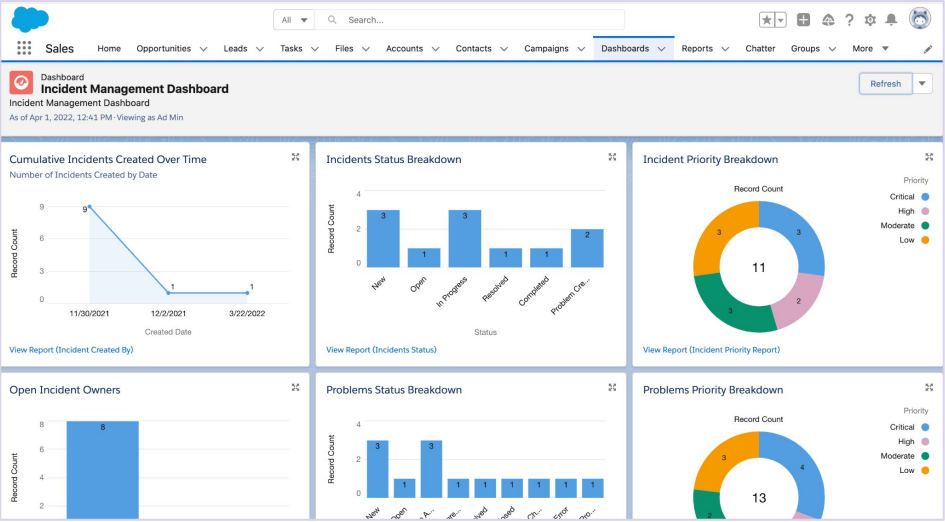 All
Search...
Sales
Home
Opportunities
Leads
Tasks
Files
Accounts
Contacts
Campaigns
Dashboards
Reports
Chatter
Groups
More
Dashboard
Incident Management Dashboard
Incident Management Dashboard
As of Apr 1, 2022, 12:41 PM·Viewing as Ad Min
Refresh
Cumulative Incidents Created Over Time
Number of Incidents Created by Date
Record Count
9
6
3
0
9
1
1
11/30/2021
12/2/2021
3/22/2022
Created Date
View Report (Incident Created By)
Incidents Status Breakdown
Record Count
4
2
0
3
1
3
1
1
2
New
Open
In Progress
Resolved
Completed
Problem Cre...
Status
View Report (Incidents Status)
Incident Priority Breakdown
Record Count
Priority
Critical
High
Moderate
Low
3
2
3
3
11
View Report (Incident Priority Report)
Open Incident Owners
Record Count
8
6
4
2
8
Problems Status Breakdown
Record Count
4
2
0
3
1
3
1
1
1
1
1
1
New
Error
Problems Priority Breakdown
Record Count
Priority
Critical
High
Moderate
Low
3
4
2
13